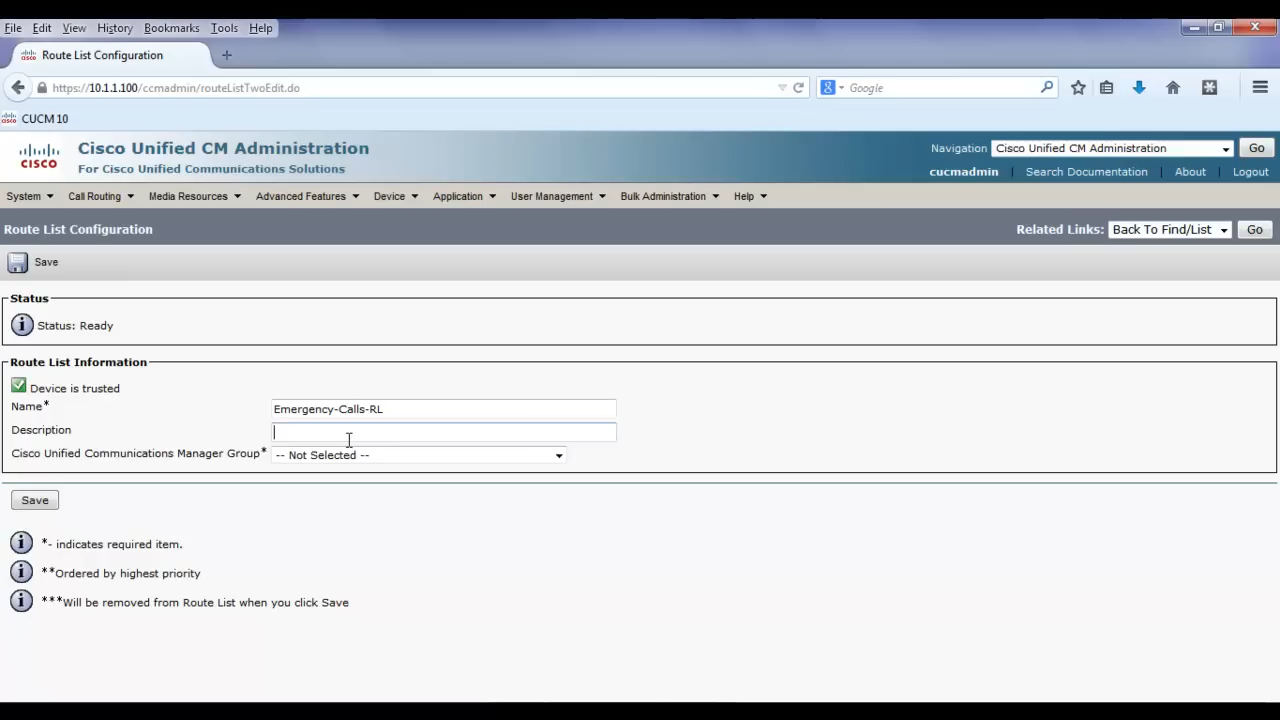 File Edit View History Bookmarks Tools Help
Route List Configuration
https://10.1.1.100/ccmadmin/routeListTwoEdit.do
Google
CUCM 10
CISCO
Cisco Unified CM Administration
For Cisco Unified Communications Solutions
Navigation Cisco Unified CM Administration Go
cucmadmin Search Documentation About Logout
System Call Routing Media Resources Advanced Features Device Application User Management Bulk Administration Help
Route List Configuration
Related Links: Back To Find/List Go
Save
Status
Status: Ready
Route List Information
Device is trusted
Name* Emergency-Calls-RL
Description
Cisco Unified Communications Manager Group* -- Not Selected --
Save
*- indicates required item.
**Ordered by highest priority
***Will be removed from Route List when you click Save